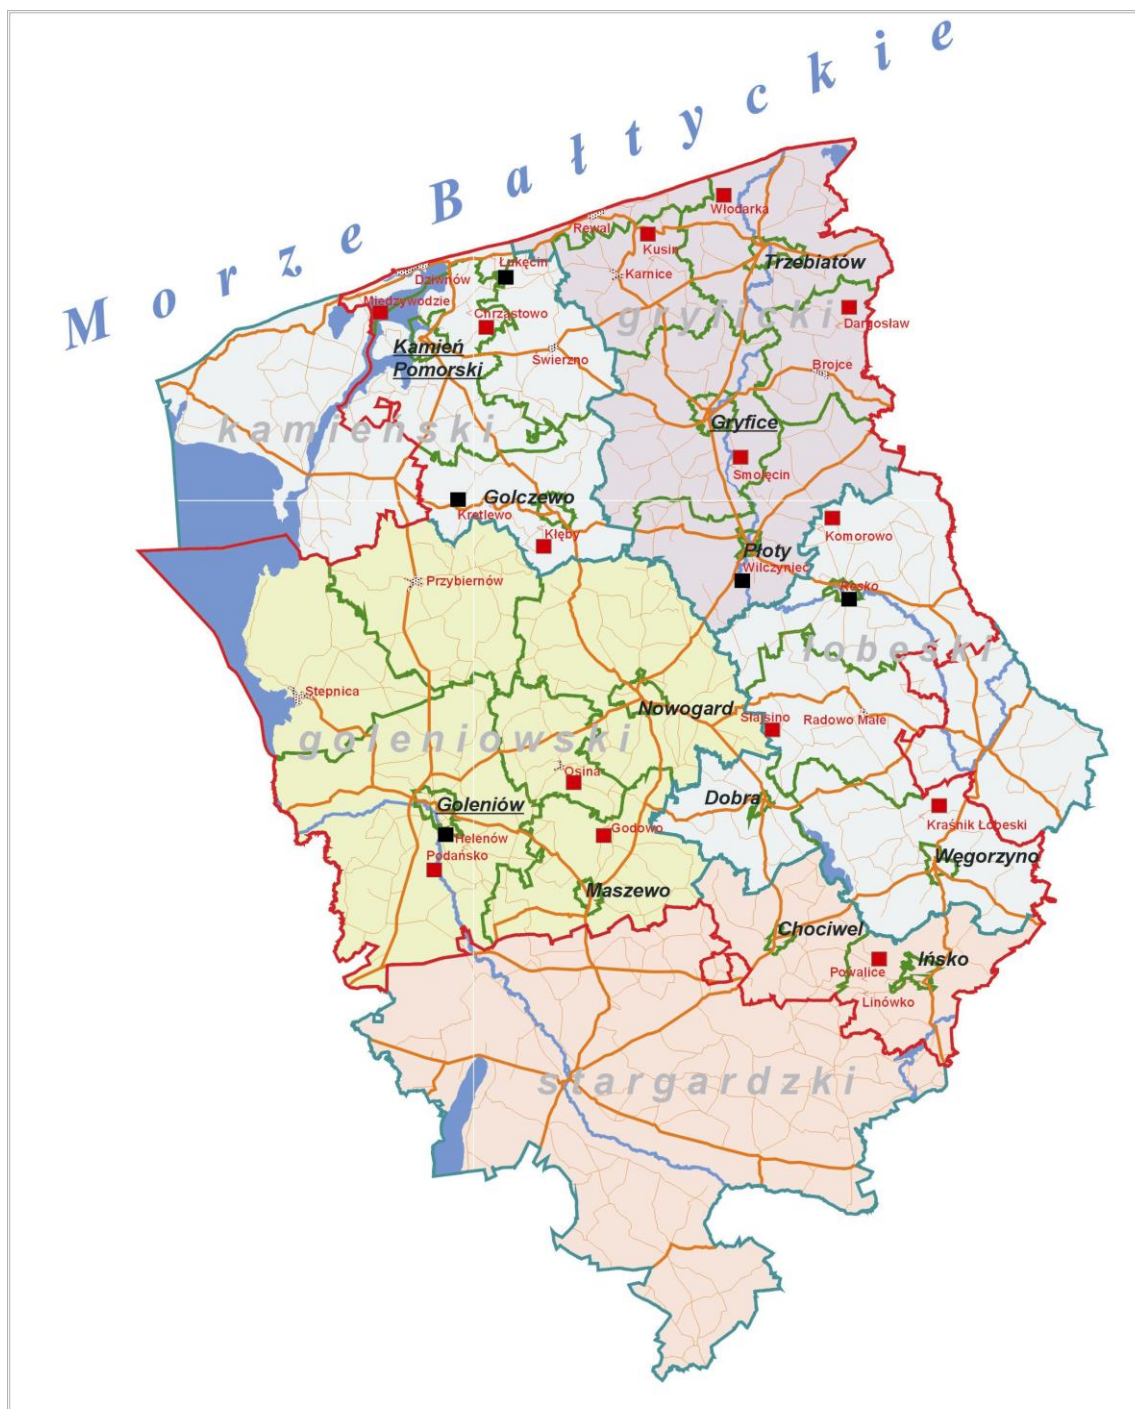 Morze Bałtyckie
Włodarka
Rewal
Kusin
Trzebiatów
Łukęcin
Karnice
Dziwnów
Międzywodzie
gryficki
Dargosław
Chrząstowo
Kamień
Pomorski
Świerzno
Brojce
kamieński
Gryfice
Smolęcin
Golczewo
Kretlewo
Komorowo
Kłęby
Płoty
Wilczyniec
Przybiernów
Resko
łobeski
Stepnica
Nowogard
Słajsino
Radowo Małe
goleniowski
Osina
Dobra
Goleniów
Kraśnik Łobeski
Helenów
Godowo
Podańsko
Węgorzyno
Maszewo
Chociwel
Ińsko
Powalice
Linówko
stargardzki